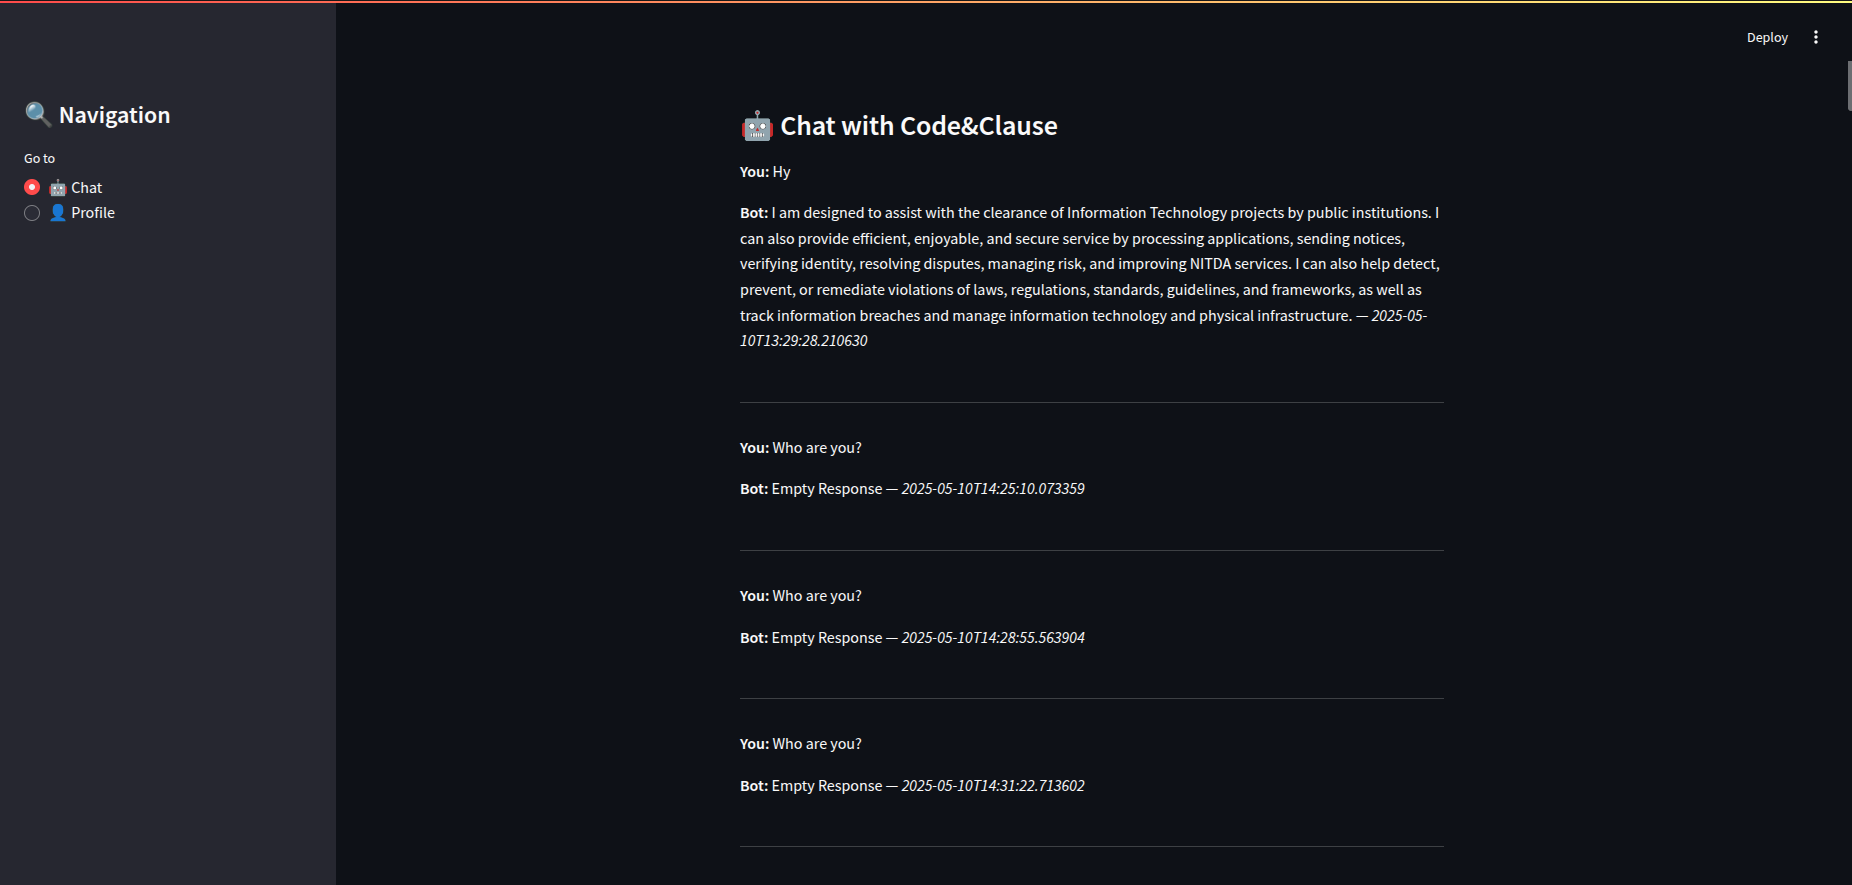 Deploy
🔍 Navigation
Go to
🤖 Chat
👤 Profile
🤖 Chat with Code&Clause
You: Hy
Bot: I am designed to assist with the clearance of Information Technology projects by public institutions. I
can also provide efficient, enjoyable, and secure service by processing applications, sending notices,
verifying identity, resolving disputes, managing risk, and improving NITDA services. I can also help detect,
prevent, or remediate violations of laws, regulations, standards, guidelines, and frameworks, as well as
track information breaches and manage information technology and physical infrastructure. — 2025-05-
10T13:29:28.210630
You: Who are you?
Bot: Empty Response — 2025-05-10T14:25:10.073359
You: Who are you?
Bot: Empty Response — 2025-05-10T14:28:55.563904
You: Who are you?
Bot: Empty Response — 2025-05-10T14:31:22.713602